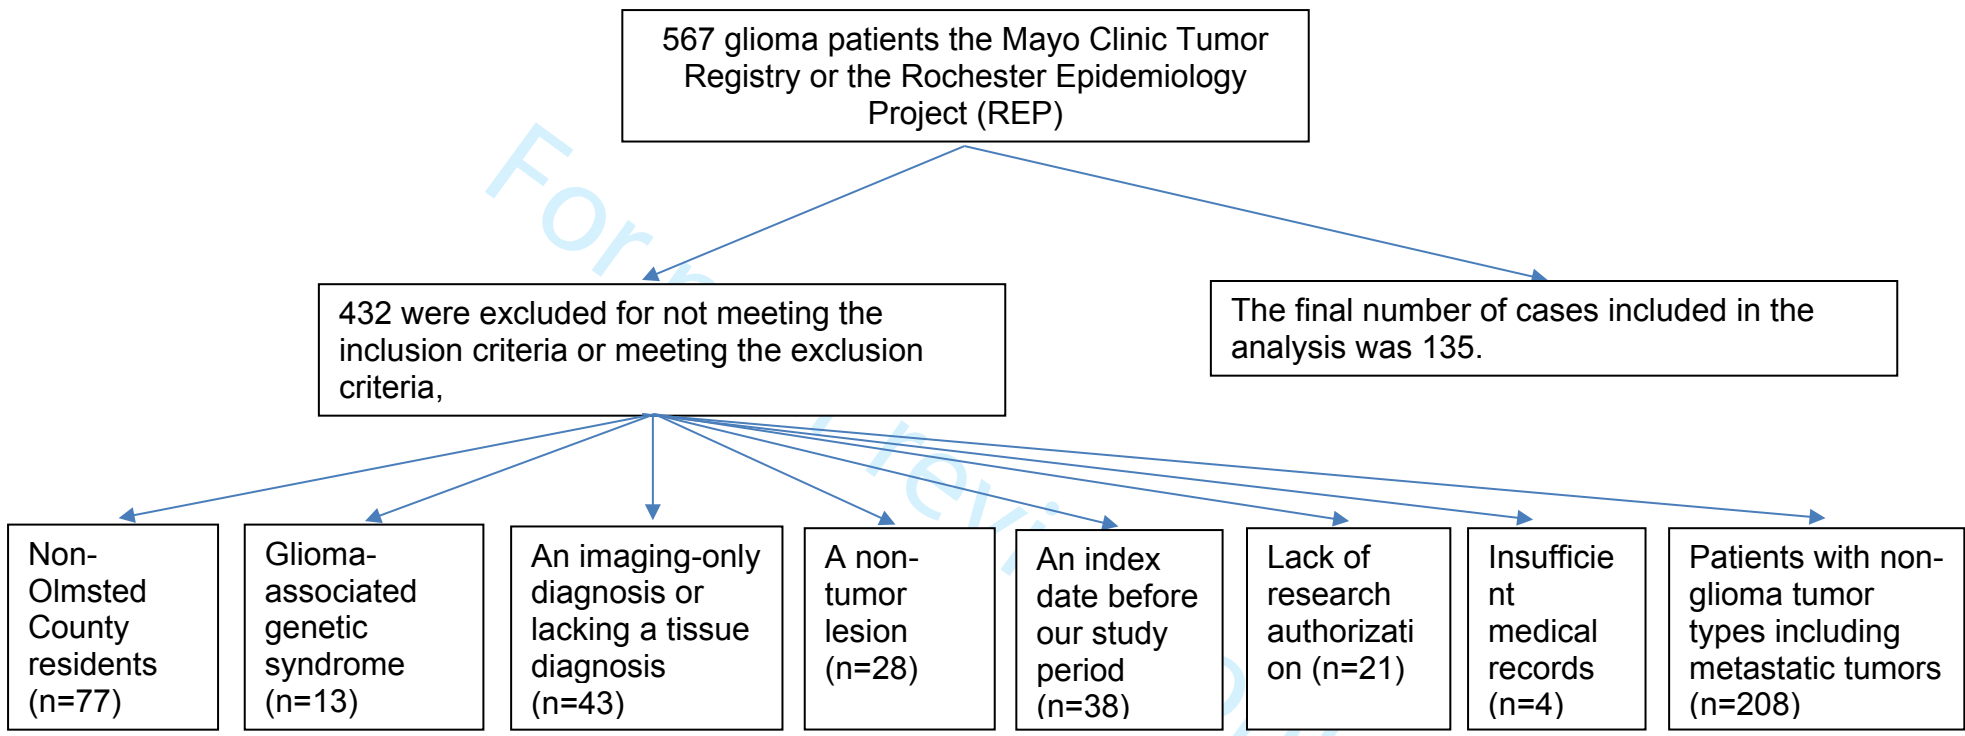 567 glioma patients the Mayo Clinic Tumor
Registry or the Rochester Epidemiology
Project (REP)
432 were excluded for not meeting the
inclusion criteria or meeting the exclusion
criteria,
The final number of cases included in the
analysis was 135.
Non-
Olmsted
County
residents
(n=77)
Glioma-
associated
genetic
syndrome
(n=13)
An imaging-only
diagnosis or
lacking a tissue
diagnosis
(n=43)
A non-
tumor
lesion
(n=28)
An index
date before
our study
period
(n=38)
Lack of
research
authorizati
on (n=21)
Insufficie
nt
medical
records
(n=4)
Patients with non-
glioma tumor
types including
metastatic tumors
(n=208)
For